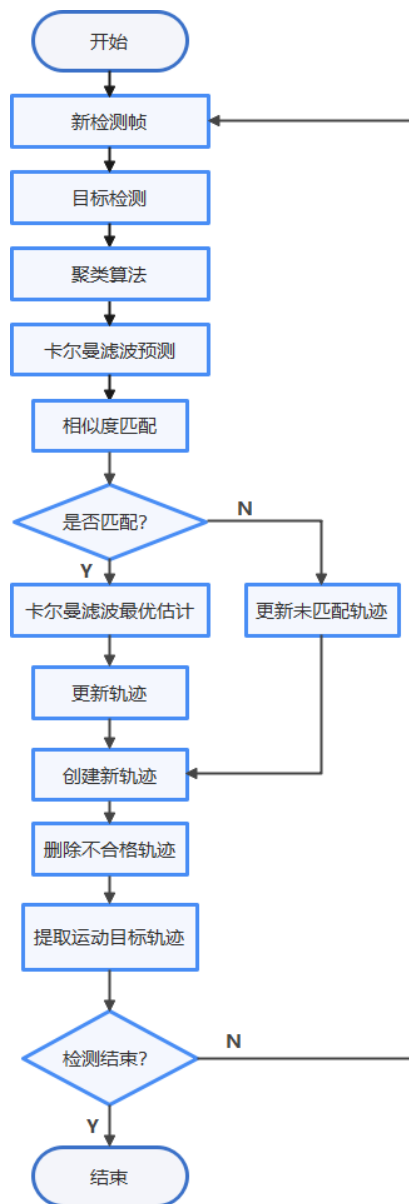 开始
新检测帧
目标检测
聚类算法
卡尔曼滤波预测
相似度匹配
是否匹配?
N
Y
卡尔曼滤波最优估计
更新未匹配轨迹
更新轨迹
创建新轨迹
删除不合格轨迹
提取运动目标轨迹
检测结束?
N
Y
结束